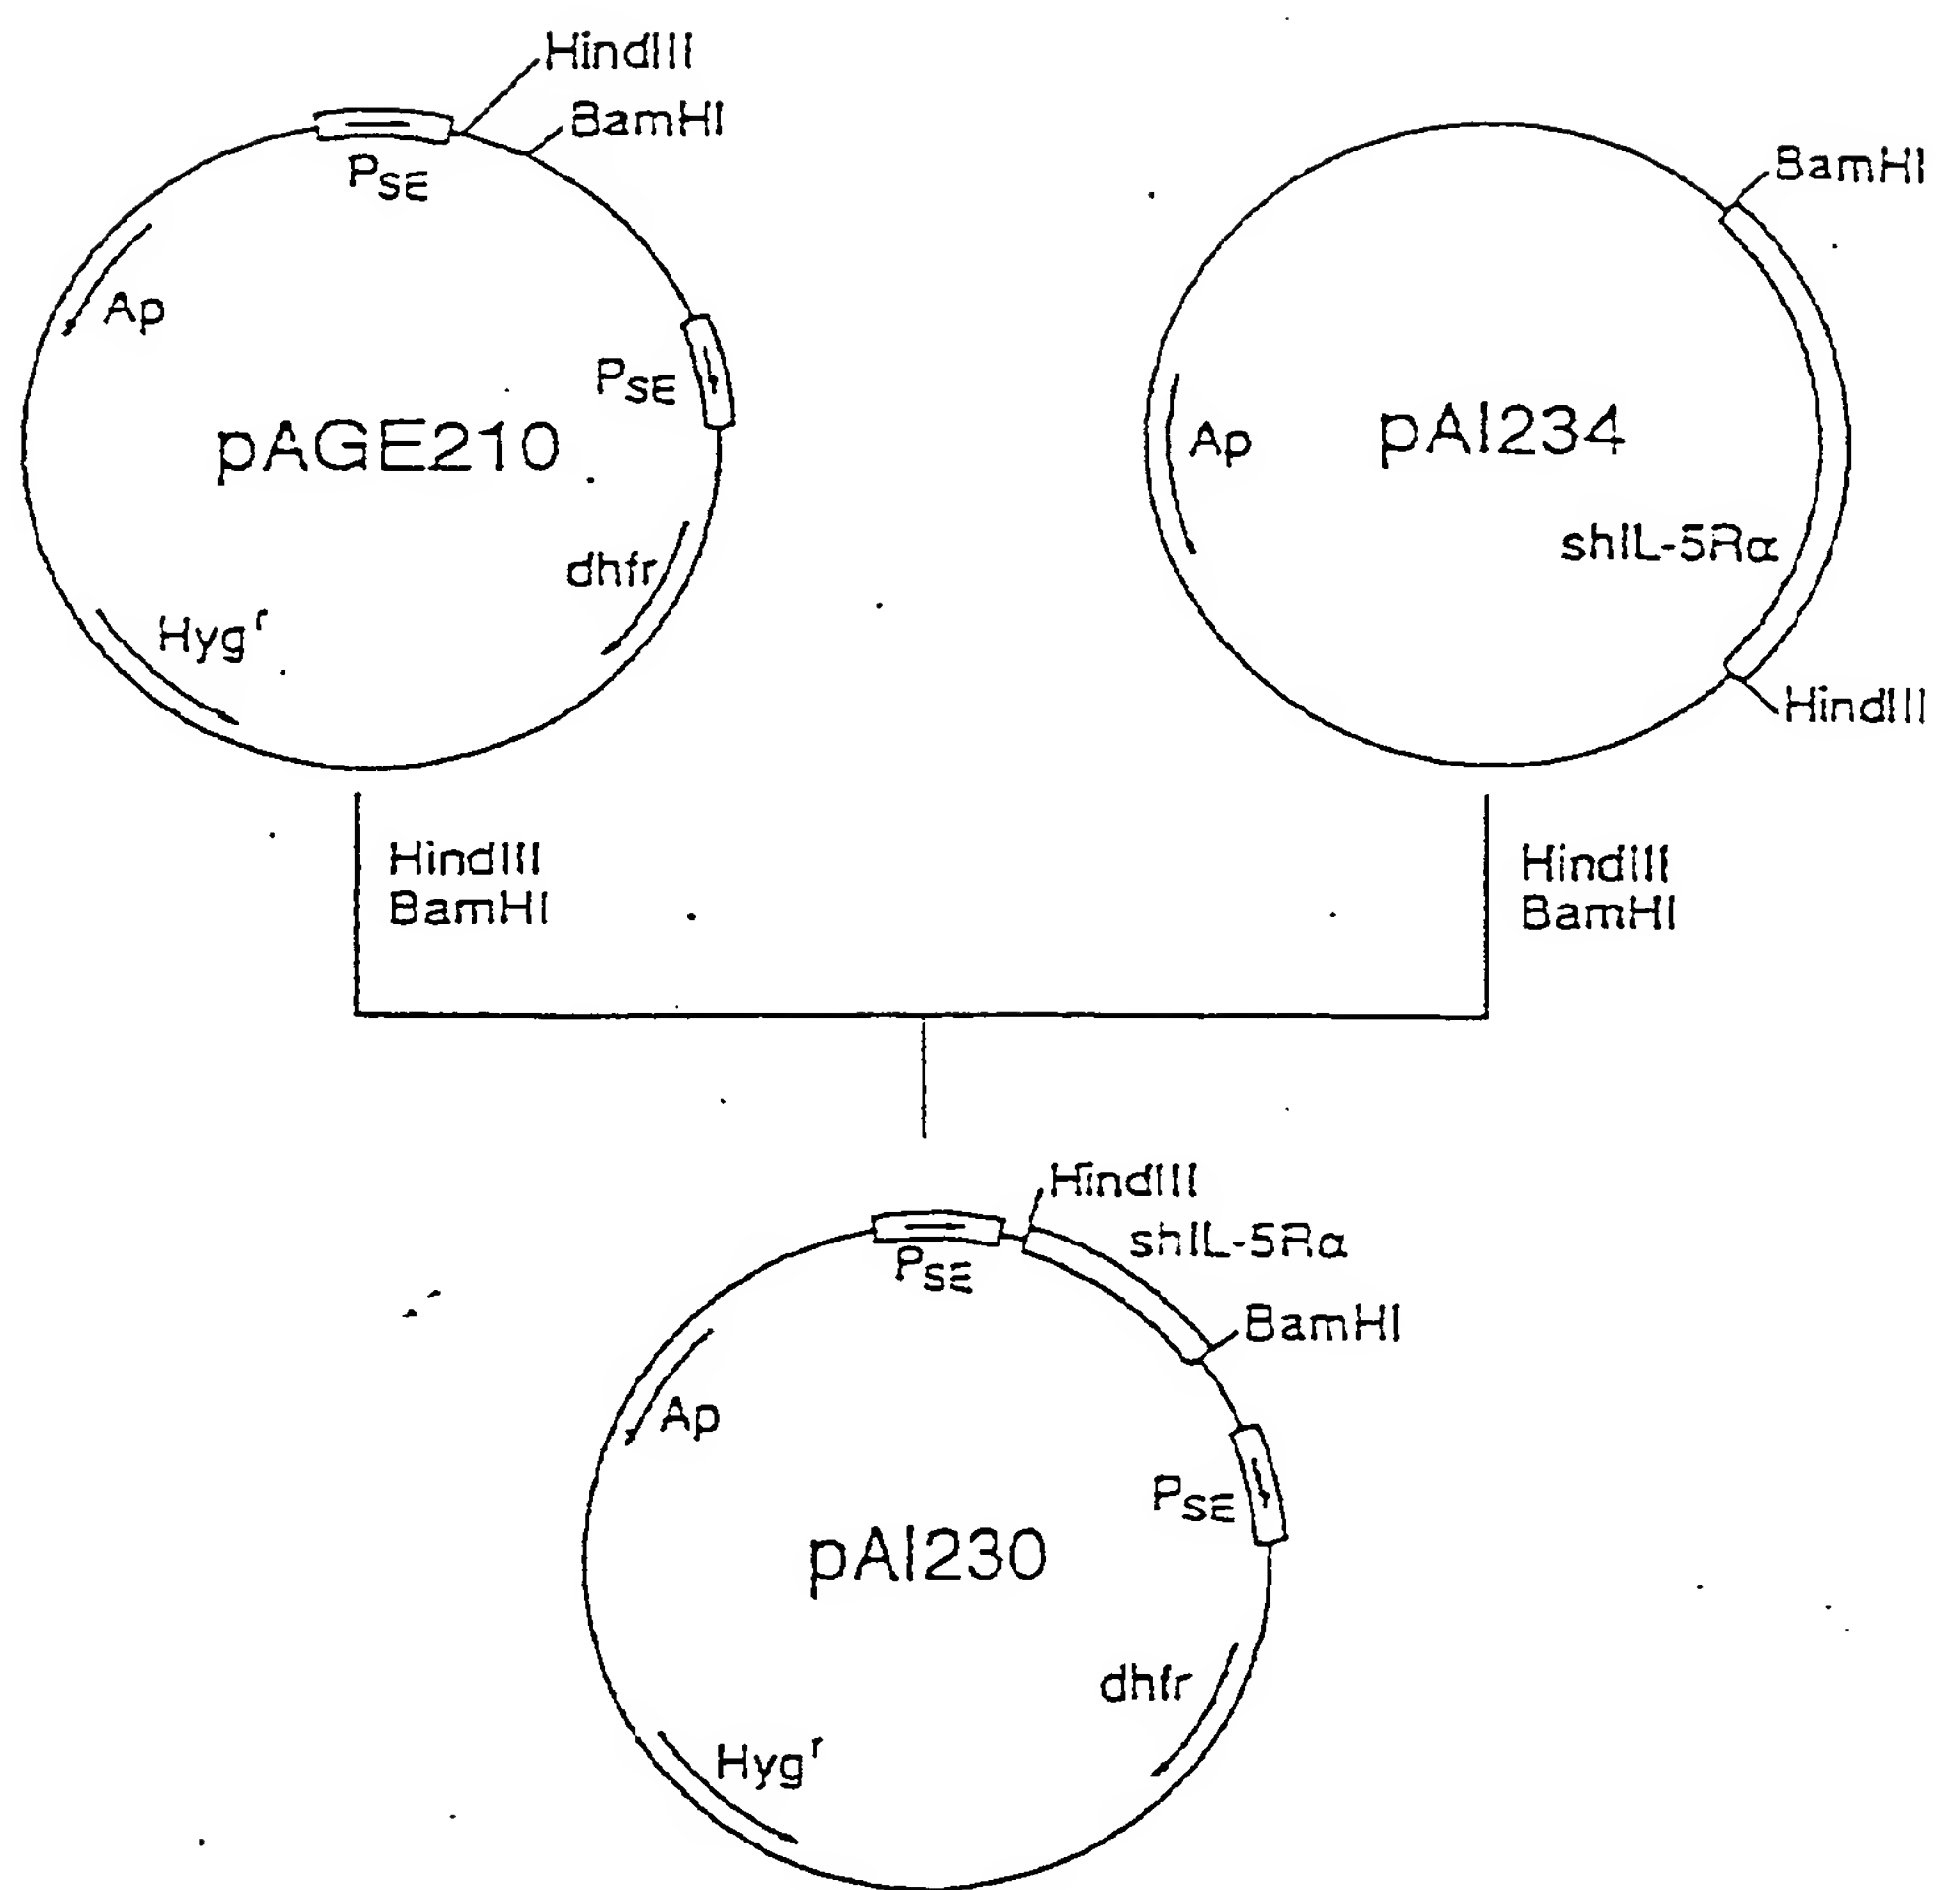 HindIII
BamHI
PSE
Ap
PSE
pAGE210
dhfr
Hygr
BamHI
Ap
pAI234
shIL-5Rα
HindIII
HindIII
BamHI
HindIII
BamHI
HindIII
shIL-5Rα
PSE
BamHI
Ap
PSE
pAI230
dhfr
Hygr